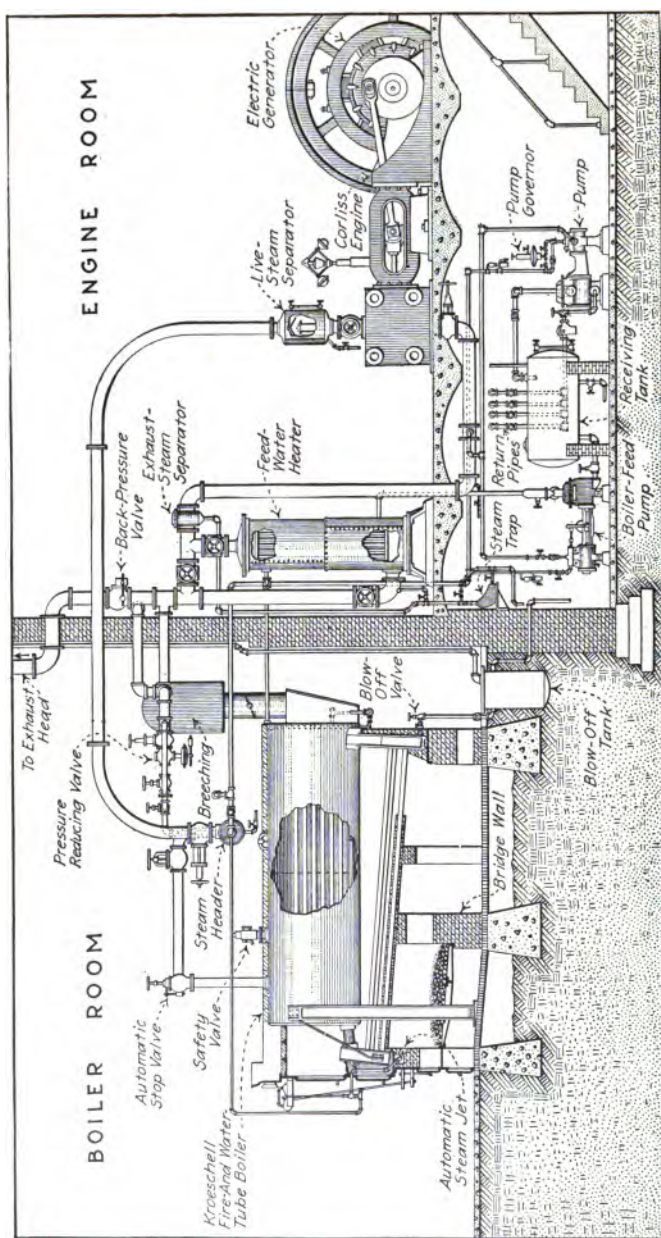 BOILER ROOM
ENGINE ROOM
To Exhaust
Head
Pressure
Reducing Valve
Breeching
Steam
Header
Automatic
Stop Valve
Safety
Valve
Kroeschell
Fire-And Water-
Tube Boiler
Automatic
Steam Jet
Bridge Wall
Blow-
Off
Valve
Blow-Off
Tank
Back-Pressure
Valve
Exhaust-
Steam
Separator
Feed-
Water
Heater
Live-
Steam
Separator
Corliss
Engine
Electric
Generator
Steam
Trap
Return
Pipes
Boiler-Feed
Pump
Receiving
Tank
Pump
Governor
Pump